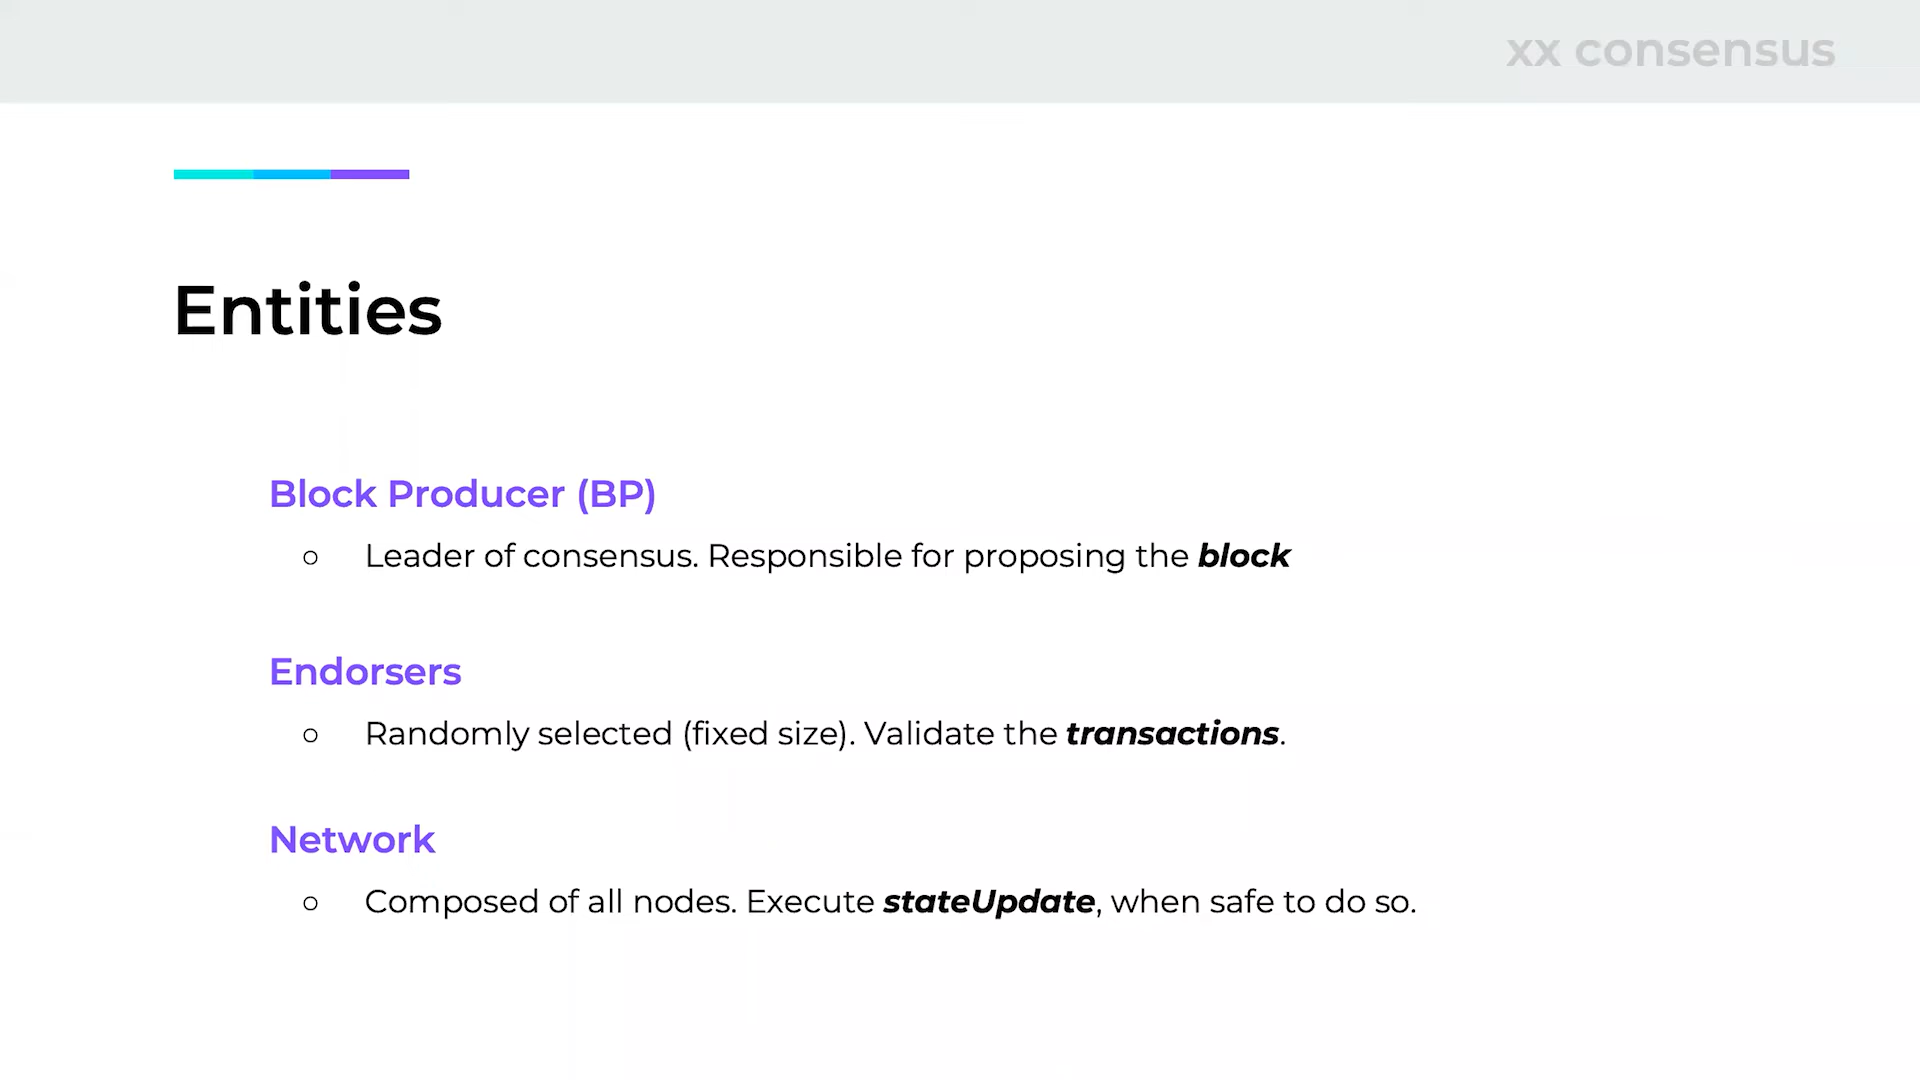 xx consensus
Entities
Block Producer (BP)
○ Leader of consensus. Responsible for proposing the block
Endorsers
○ Randomly selected (fixed size). Validate the transactions.
Network
○ Composed of all nodes. Execute stateUpdate, when safe to do so.